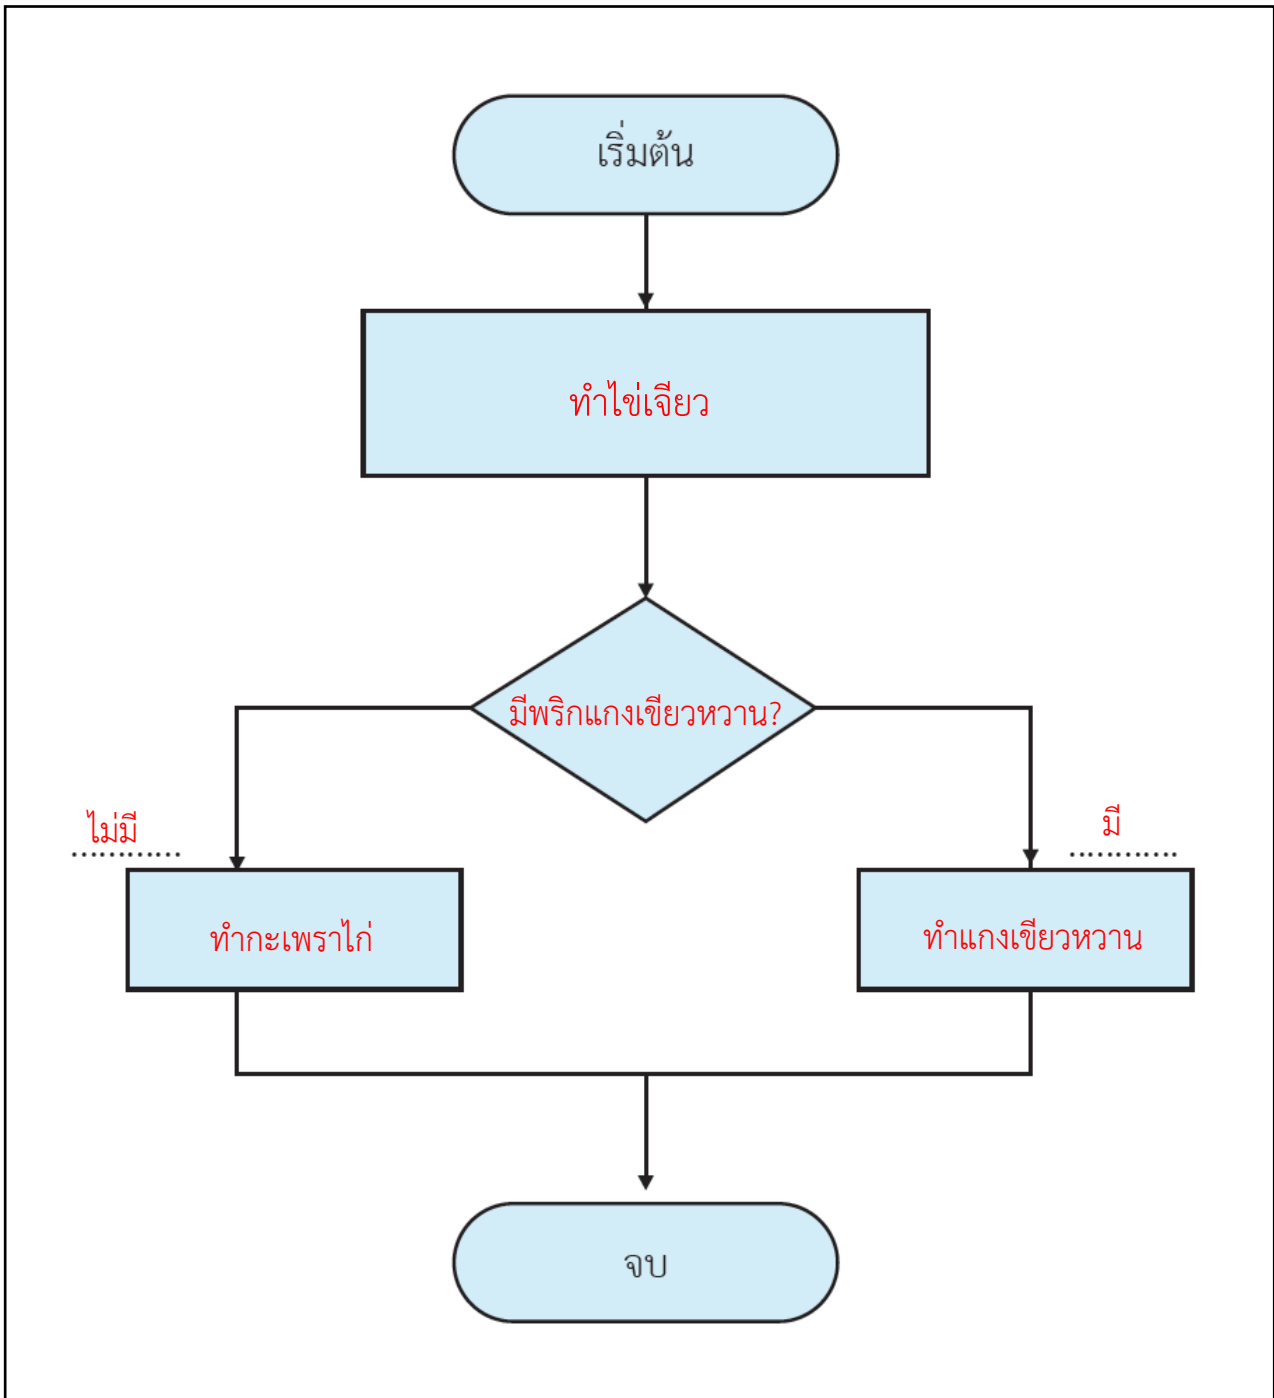 เริ่มต้น
ทำไข่เจียว
มีพริกแกงเขียวหวาน?
ไม่มี
มี
ทำกะเพราไก่
ทำแกงเขียวหวาน
จบ